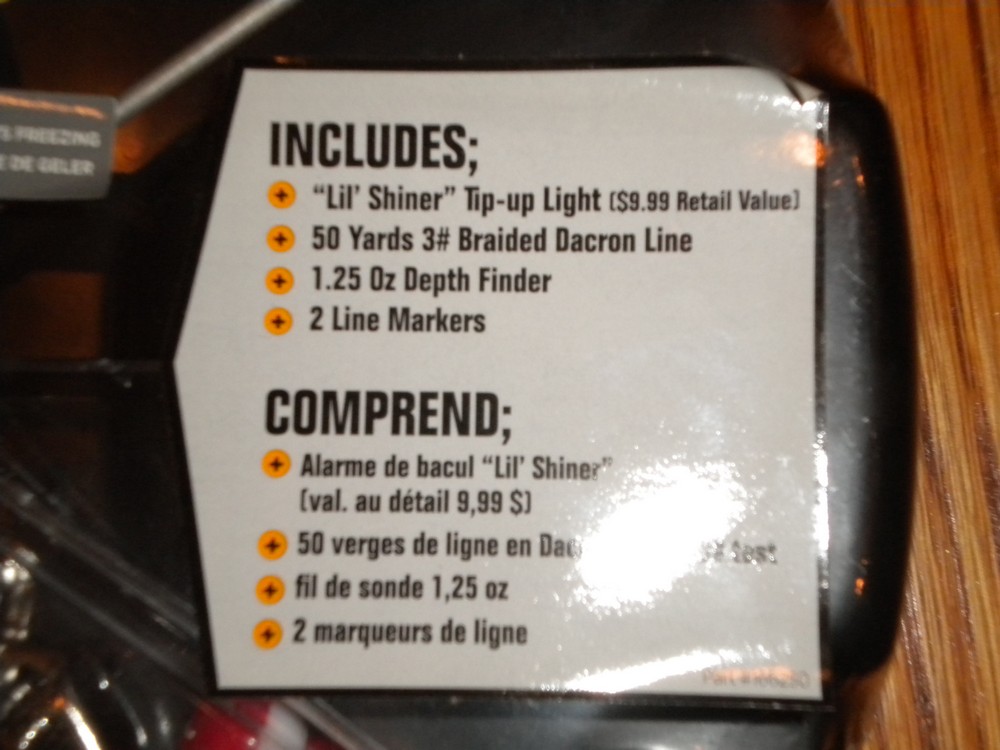 FREEZING
DE GELER
INCLUDES;
“Lil’ Shiner” Tip-up Light ($9.99 Retail Value)
50 Yards 3# Braided Dacron Line
1.25 Oz Depth Finder
2 Line Markers
COMPREND;
Alarme de bacul “Lil’ Shiner”
(val. au détail 9,99 $)
50 verges de ligne en test
fil de sonde 1,25 oz
2 marqueurs de ligne